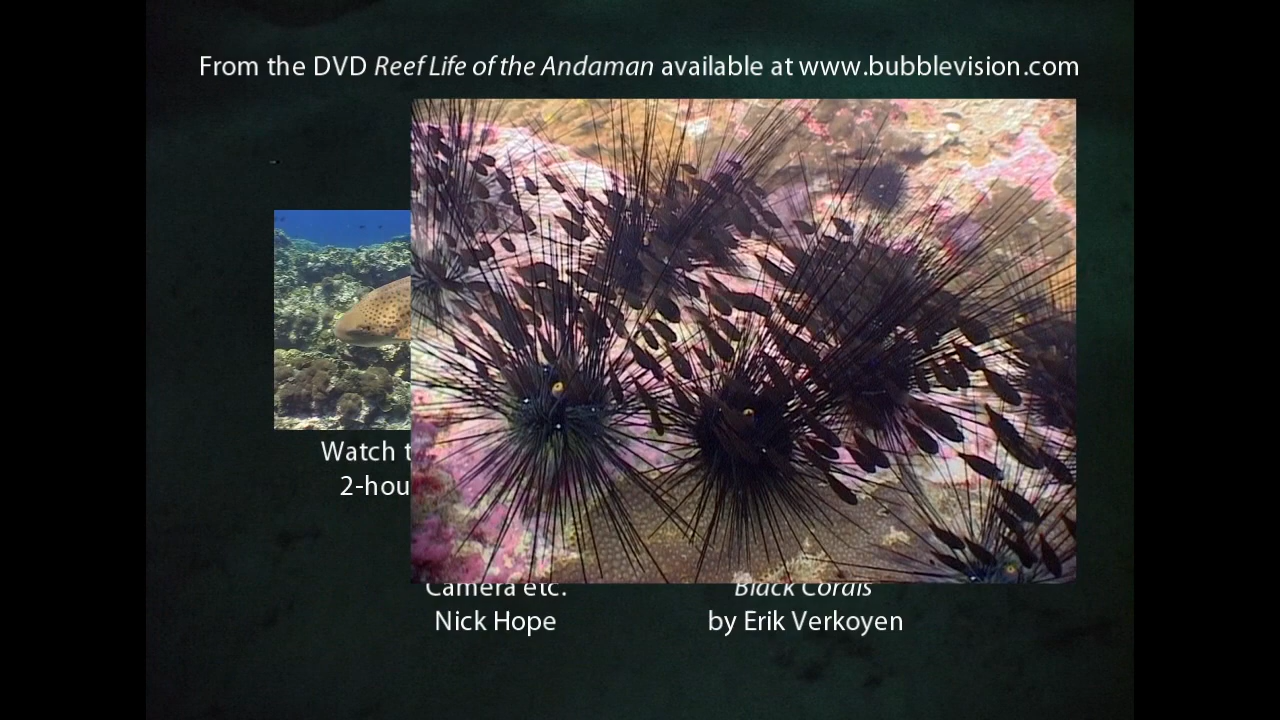 From the DVD Reef Life of the Andaman available at www.bubblevision.com
Watch t
2-hou
Camera etc.
Black Corals
Nick Hope
by Erik Verkoyen